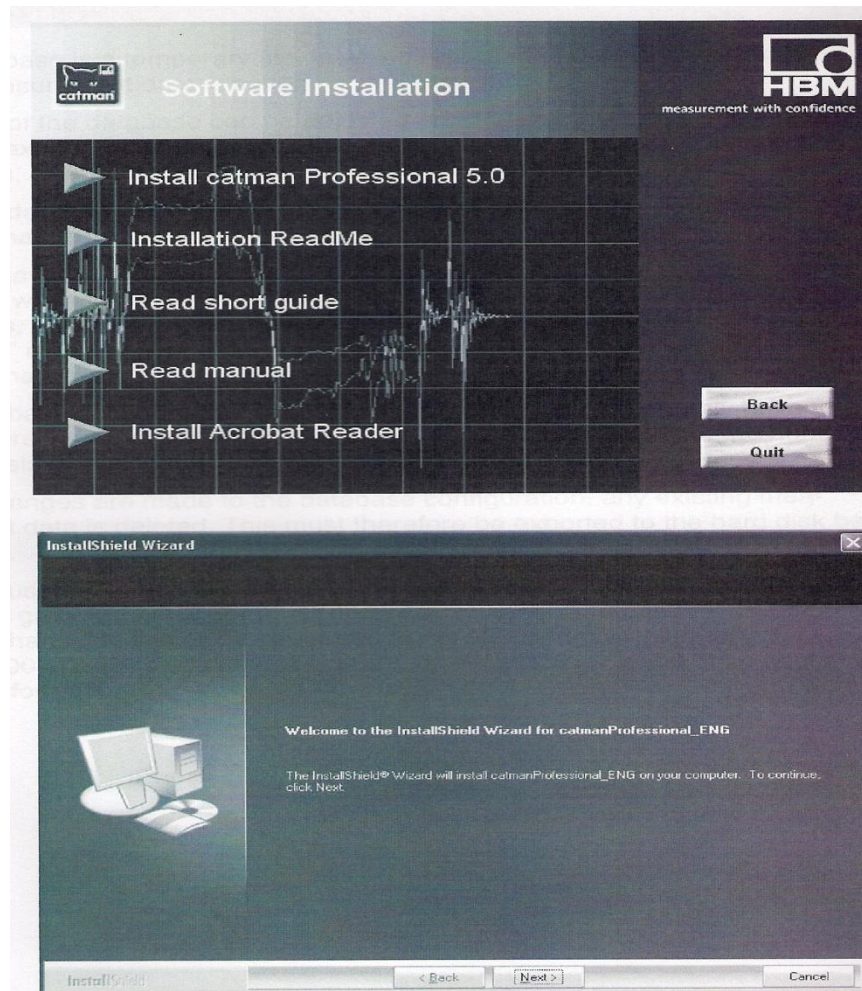 catman
Software Installation
HBM
measurement with confidence
Install catman Professional 5.0
Installation ReadMe
Read short guide
Read manual
Install Acrobat Reader
Back
Quit
InstallShield Wizard
Welcome to the InstallShield Wizard for catmanProfessional_ENG
The InstallShield® Wizard will install catmanProfessional_ENG on your computer. To continue,
click Next.
InstallShield
< Back
Next >
Cancel